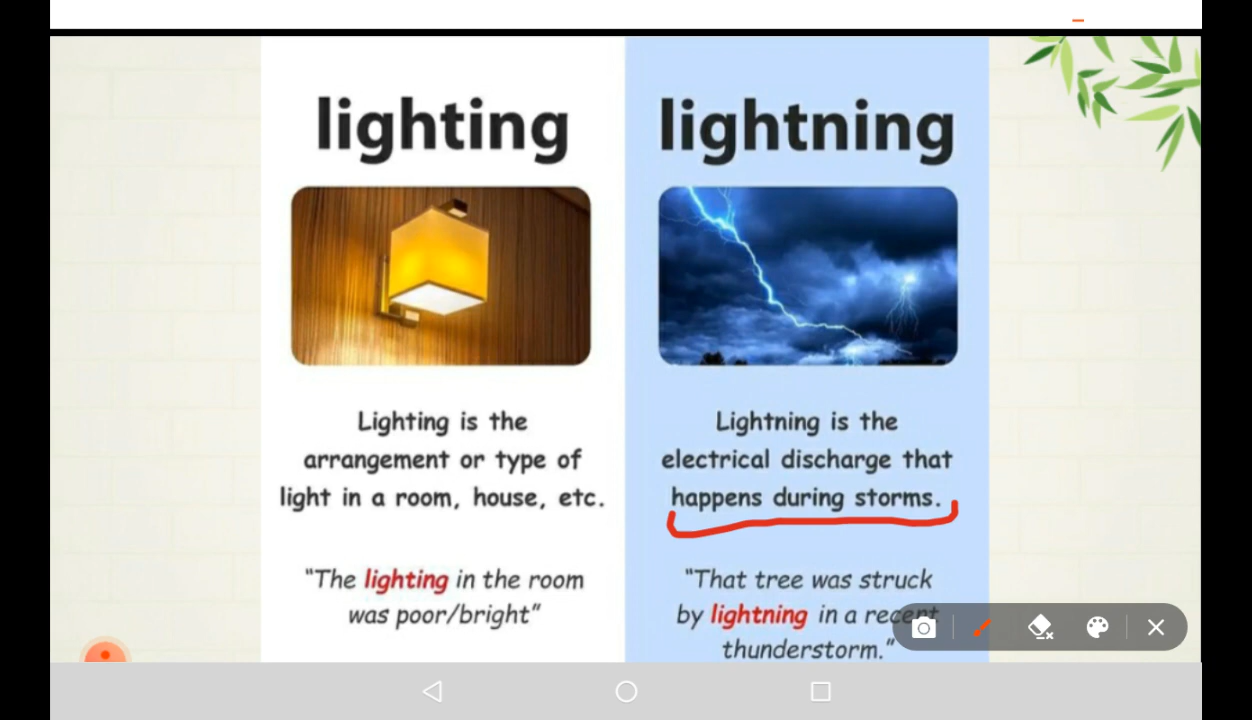 lighting
Lighting is the
arrangement or type of
light in a room, house, etc.
"The lighting in the room
was poor/bright"
lightning
Lightning is the
electrical discharge that
happens during storms.
"That tree was struck
by lightning in a recent
thunderstorm."